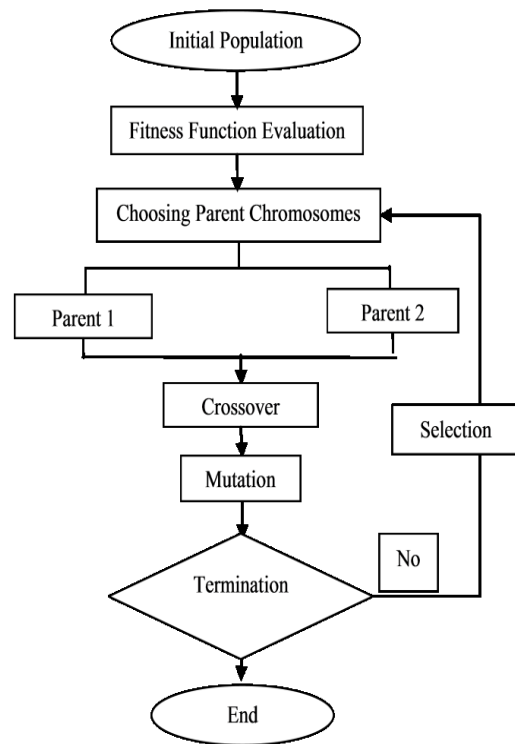 Initial Population
Fitness Function Evaluation
Choosing Parent Chromosomes
Parent 1
Parent 2
Crossover
Selection
Mutation
No
Termination
End